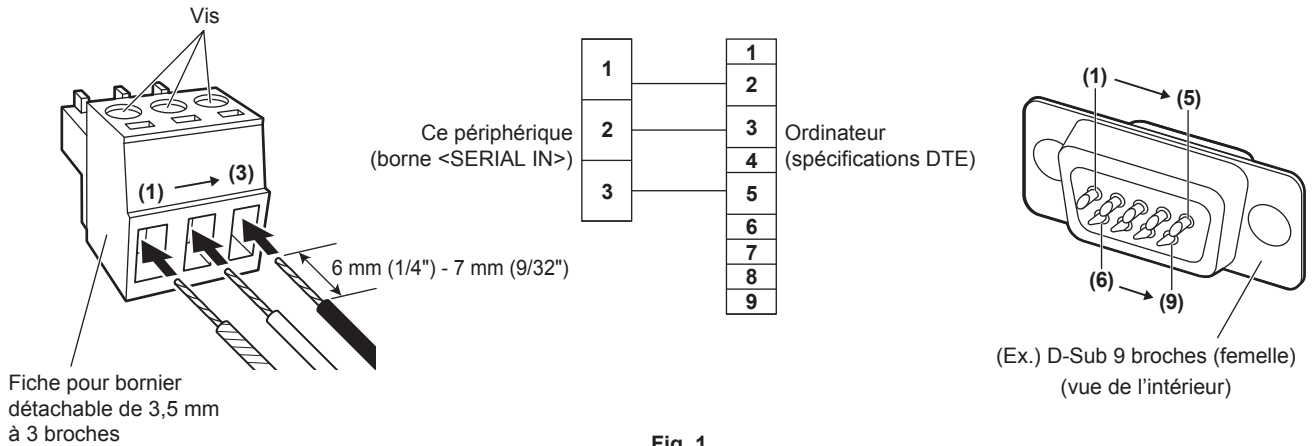 Vis
(1)
(3)
6 mm (1/4") - 7 mm (9/32")
Fiche pour bornier
détachable de 3,5 mm
à 3 broches
Ce périphérique
(borne <SERIAL IN>)
1
2
3
1
2
3
4
5
6
7
8
9
Ordinateur
(spécifications DTE)
(1)
(5)
(6)
(9)
(Ex.) D-Sub 9 broches (femelle)
(vue de l’intérieur)
Fig. 1